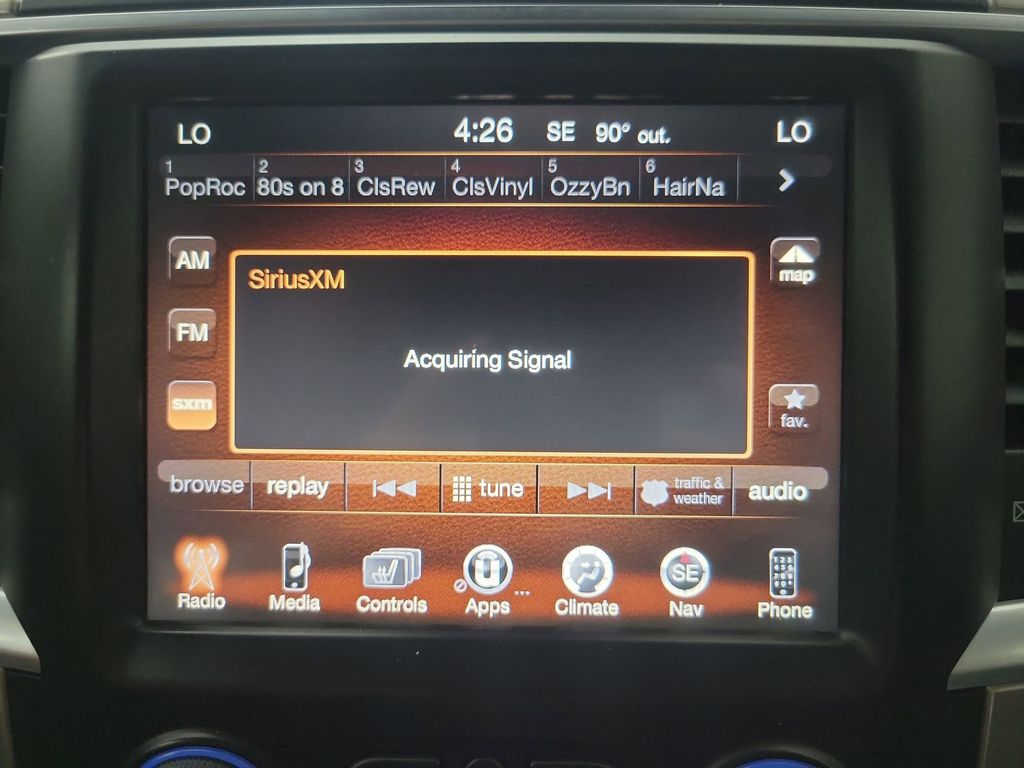 LO 4:26 SE 90° out. LO
1 PopRoc 2 80s on 8 3 ClsRew 4 ClsVinyl 5 OzzyBn 6 HairNa
AM
SiriusXM
map
FM
Acquiring Signal
sxm
fav.
browse replay tune traffic & weather audio
Radio Media Controls Apps ... Climate SE Nav Phone